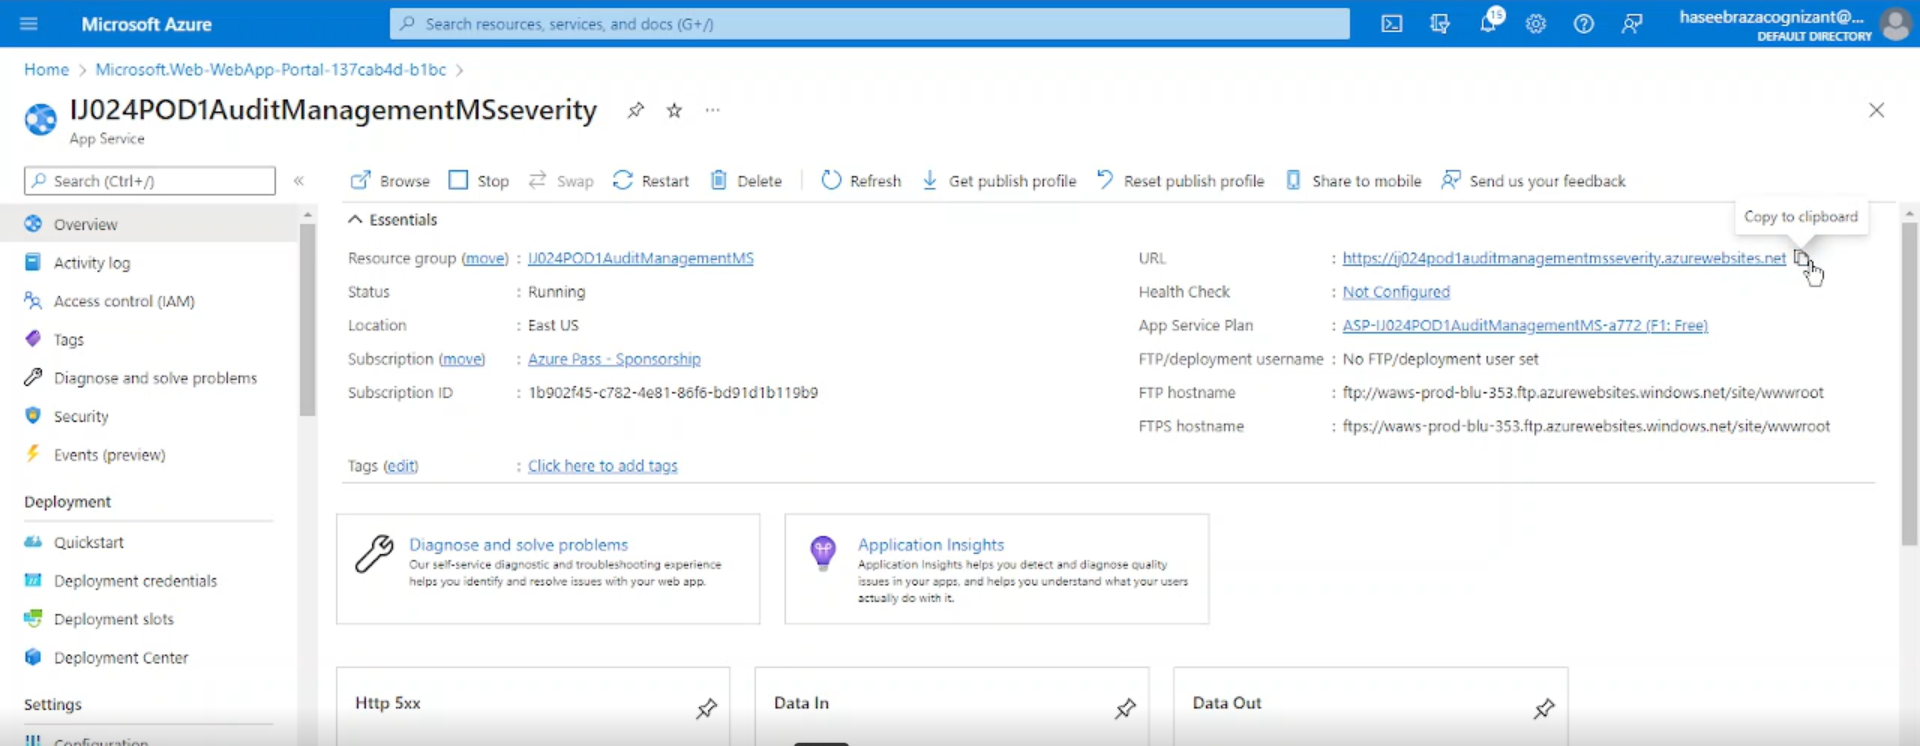 Microsoft Azure
Search resources, services, and docs (G+/)
15
haseebrazacognizant@...
DEFAULT DIRECTORY
Home > Microsoft.Web-WebApp-Portal-137cab4d-b1bc >
IJ024POD1AuditManagementMSseverity
App Service
Search (Ctrl+/)
Browse Stop Swap Restart Delete Refresh Get publish profile Reset publish profile Share to mobile Send us your feedback
Copy to clipboard
Overview
Activity log
Access control (IAM)
Tags
Diagnose and solve problems
Security
Events (preview)
Deployment
Quickstart
Deployment credentials
Deployment slots
Deployment Center
Settings
Configuration
Essentials
Resource group (move) : IJ024POD1AuditManagementMS
Status : Running
Location : East US
Subscription (move) : Azure Pass - Sponsorship
Subscription ID : 1b902f45-c782-4e81-86f6-bd91d1b119b9
Tags (edit) : Click here to add tags
URL : https://ij024pod1auditmanagementmsseverity.azurewebsites.net
Health Check : Not Configured
App Service Plan : ASP-IJ024POD1AuditManagementMS-a772 (F1: Free)
FTP/deployment username : No FTP/deployment user set
FTP hostname : ftp://waws-prod-blu-353.ftp.azurewebsites.windows.net/site/wwwroot
FTPS hostname : ftps://waws-prod-blu-353.ftp.azurewebsites.windows.net/site/wwwroot
Diagnose and solve problems
Our self-service diagnostic and troubleshooting experience
helps you identify and resolve issues with your web app.
Application Insights
Application Insights helps you detect and diagnose quality
issues in your apps, and helps you understand what your users
actually do with it.
Http 5xx
Data In
Data Out